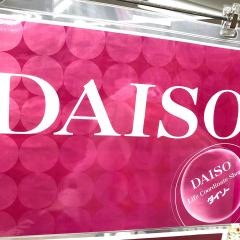 DAISO
DAISO
Life Coordinate Shop
ダイソー